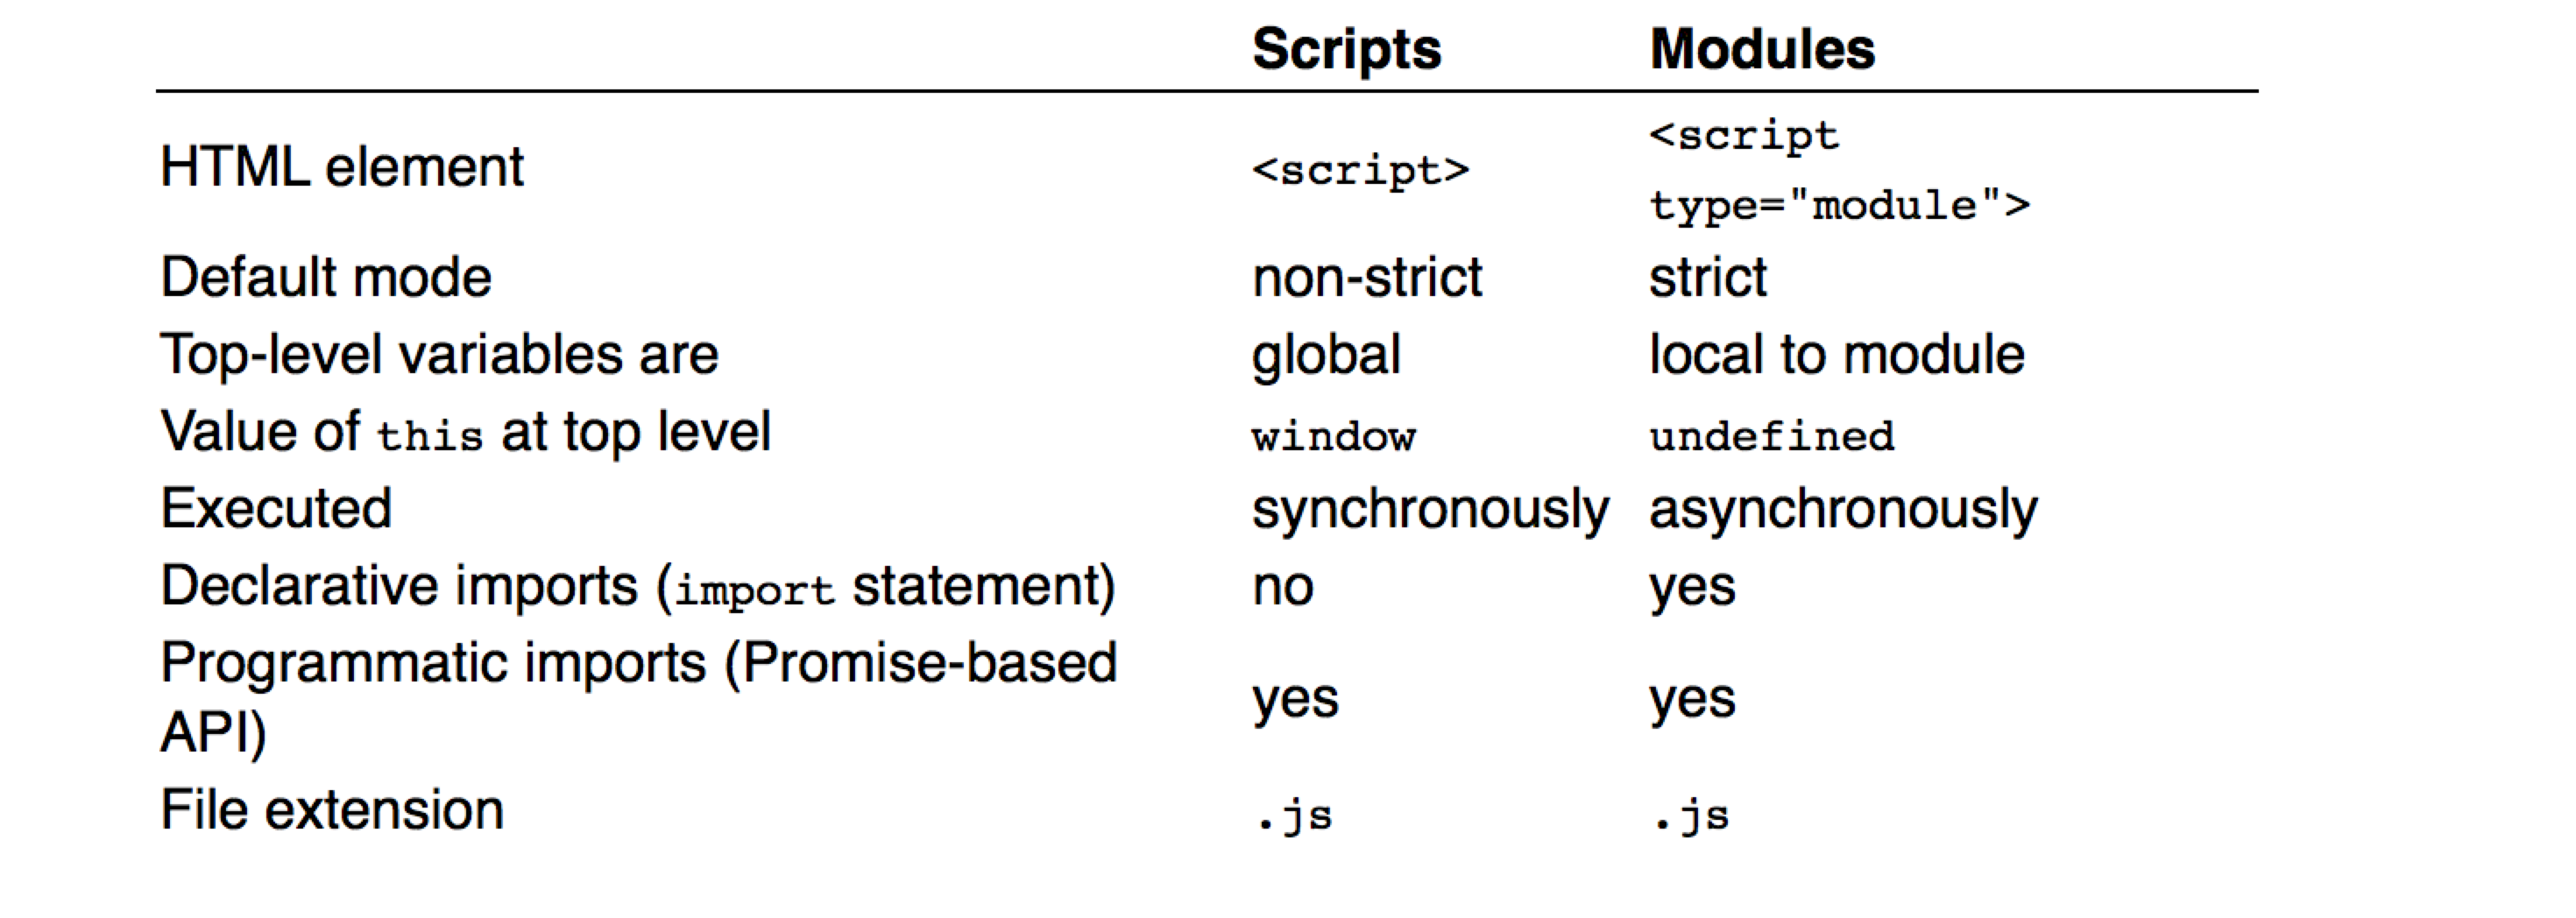 Scripts Modules
HTML element <script> <script
type="module">
Default mode non-strict strict
Top-level variables are global local to module
Value of this at top level window undefined
Executed synchronously asynchronously
Declarative imports (import statement) no yes
Programmatic imports (Promise-based
API) yes yes
File extension .js .js